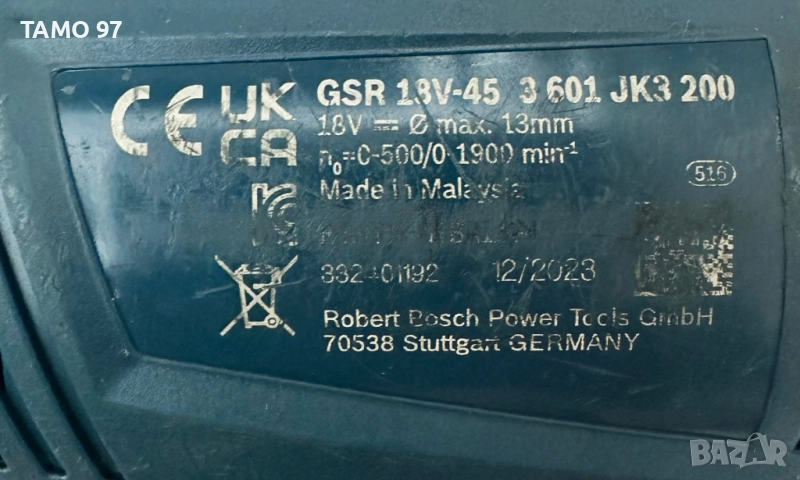 TAMO 97
CE UK CA
GSR 18V-45 3 601 JK3 200
18V ⎓ Ø max. 13mm
n₀=0-500/0-1900 min⁻¹
Made in Malaysia
516
332401192 12/2023
Robert Bosch Power Tools GmbH
70538 Stuttgart GERMANY
BAZAR